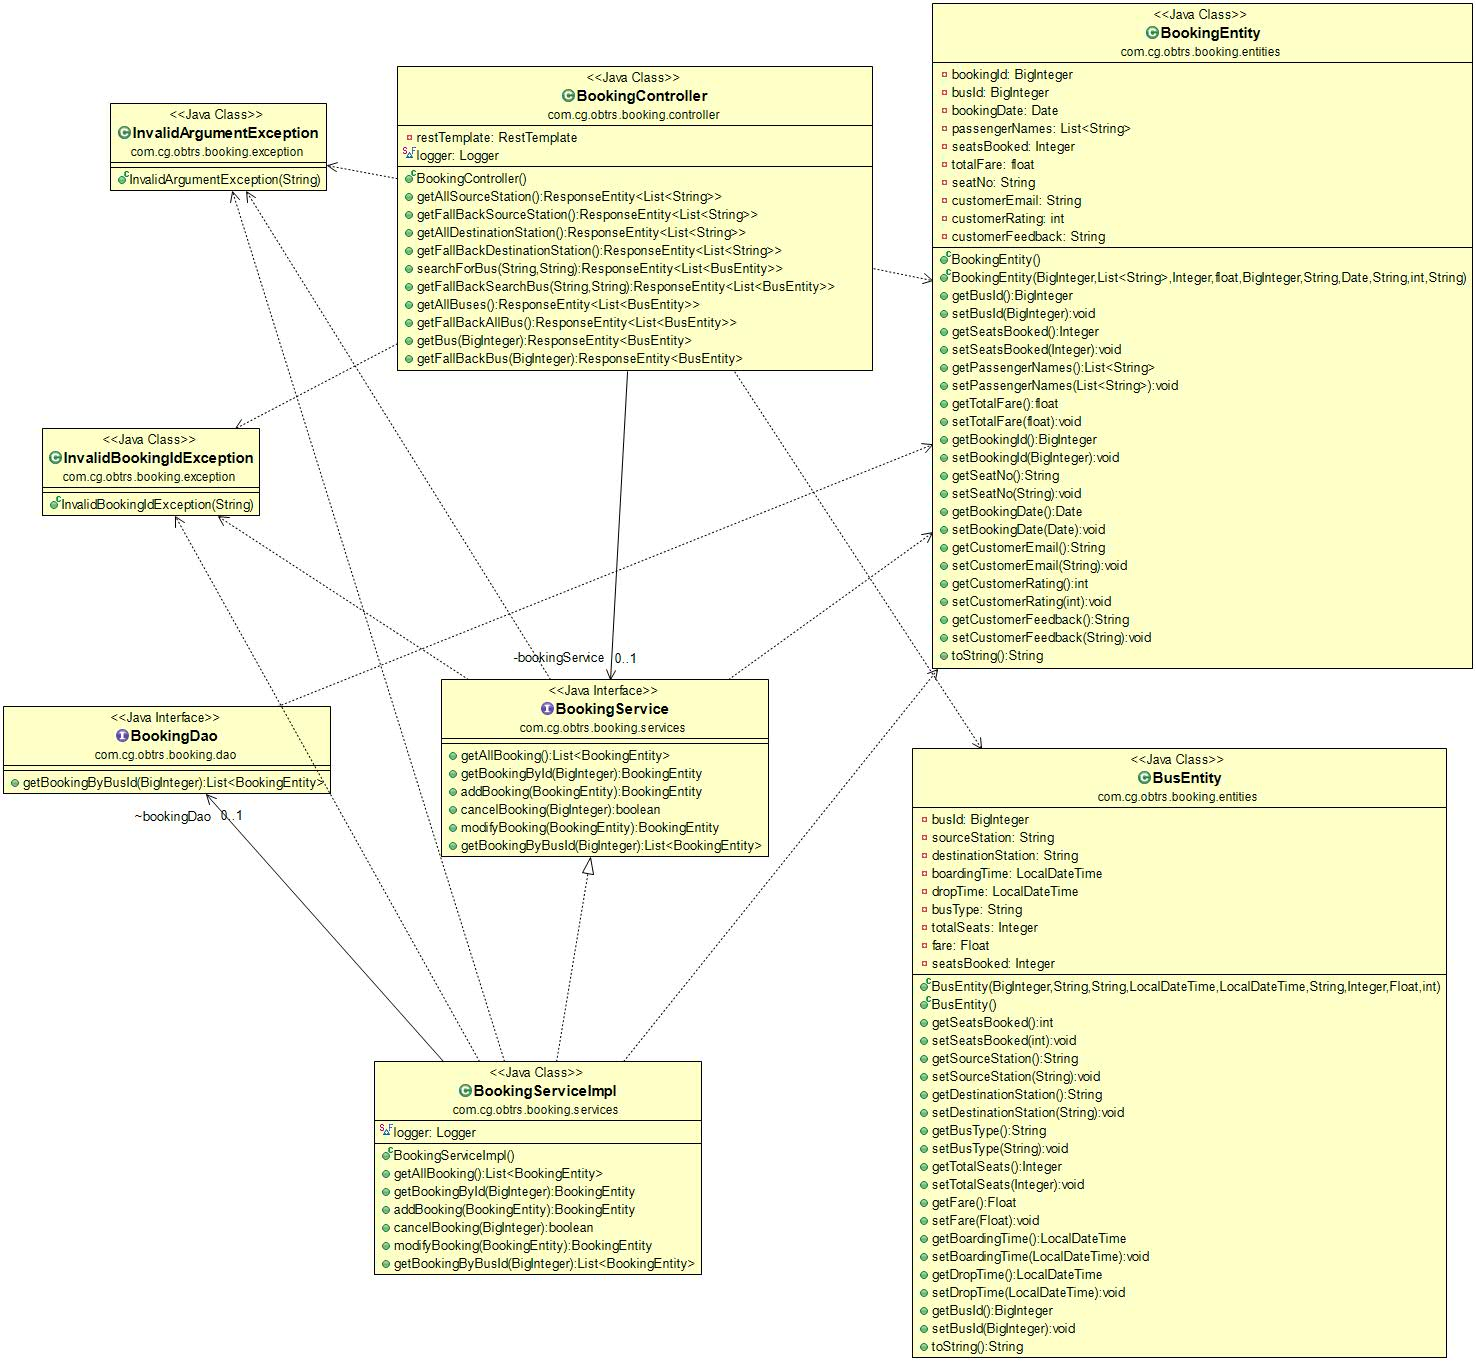 <<Java Class>>
InvalidArgumentException
com.cg.obtrs.booking.exception
InvalidArgumentException(String)
<<Java Class>>
BookingController
com.cg.obtrs.booking.controller
restTemplate: RestTemplate
logger: Logger
BookingController()
getAllSourceStation():ResponseEntity<List<String>>
getFallBackSourceStation():ResponseEntity<List<String>>
getAllDestinationStation():ResponseEntity<List<String>>
getFallBackDestinationStation():ResponseEntity<List<String>>
searchForBus(String,String):ResponseEntity<List<BusEntity>>
getFallBackSearchBus(String,String):ResponseEntity<List<BusEntity>>
getAllBuses():ResponseEntity<List<BusEntity>>
getFallBackAllBus():ResponseEntity<List<BusEntity>>
getBus(BigInteger):ResponseEntity<BusEntity>
getFallBackBus(BigInteger):ResponseEntity<BusEntity>
<<Java Class>>
BookingEntity
com.cg.obtrs.booking.entities
bookingId: BigInteger
busId: BigInteger
bookingDate: Date
passengerNames: List<String>
seatsBooked: Integer
totalFare: float
seatNo: String
customerEmail: String
customerRating: int
customerFeedback: String
BookingEntity()
BookingEntity(BigInteger,List<String>,Integer,float,BigInteger,String,Date,String,int,String)
getBusId():BigInteger
setBusId(BigInteger):void
getSeatsBooked():Integer
setSeatsBooked(Integer):void
getPassengerNames():List<String>
setPassengerNames(List<String>):void
getTotalFare():float
setTotalFare(float):void
getBookingId():BigInteger
setBookingId(BigInteger):void
getSeatNo():String
setSeatNo(String):void
getBookingDate():Date
setBookingDate(Date):void
getCustomerEmail():String
setCustomerEmail(String):void
getCustomerRating():int
setCustomerRating(int):void
getCustomerFeedback():String
setCustomerFeedback(String):void
toString():String
<<Java Class>>
InvalidBookingIdException
com.cg.obtrs.booking.exception
InvalidBookingIdException(String)
-bookingService 0..1
<<Java Interface>>
BookingDao
com.cg.obtrs.booking.dao
getBookingByBusId(BigInteger):List<BookingEntity>
~bookingDao 0..1
<<Java Interface>>
BookingService
com.cg.obtrs.booking.services
getAllBooking():List<BookingEntity>
getBookingById(BigInteger):BookingEntity
addBooking(BookingEntity):BookingEntity
cancelBooking(BigInteger):boolean
modifyBooking(BookingEntity):BookingEntity
getBookingByBusId(BigInteger):List<BookingEntity>
<<Java Class>>
BusEntity
com.cg.obtrs.booking.entities
busId: BigInteger
sourceStation: String
destinationStation: String
boardingTime: LocalDateTime
dropTime: LocalDateTime
busType: String
totalSeats: Integer
fare: Float
seatsBooked: Integer
BusEntity(BigInteger,String,String,LocalDateTime,LocalDateTime,String,Integer,Float,int)
BusEntity()
getSeatsBooked():int
setSeatsBooked(int):void
getSourceStation():String
setSourceStation(String):void
getDestinationStation():String
setDestinationStation(String):void
getBusType():String
setBusType(String):void
getTotalSeats():Integer
setTotalSeats(Integer):void
getFare():Float
setFare(Float):void
getBoardingTime():LocalDateTime
setBoardingTime(LocalDateTime):void
getDropTime():LocalDateTime
setDropTime(LocalDateTime):void
getBusId():BigInteger
setBusId(BigInteger):void
toString():String
<<Java Class>>
BookingServiceImpl
com.cg.obtrs.booking.services
logger: Logger
BookingServiceImpl()
getAllBooking():List<BookingEntity>
getBookingById(BigInteger):BookingEntity
addBooking(BookingEntity):BookingEntity
cancelBooking(BigInteger):boolean
modifyBooking(BookingEntity):BookingEntity
getBookingByBusId(BigInteger):List<BookingEntity>